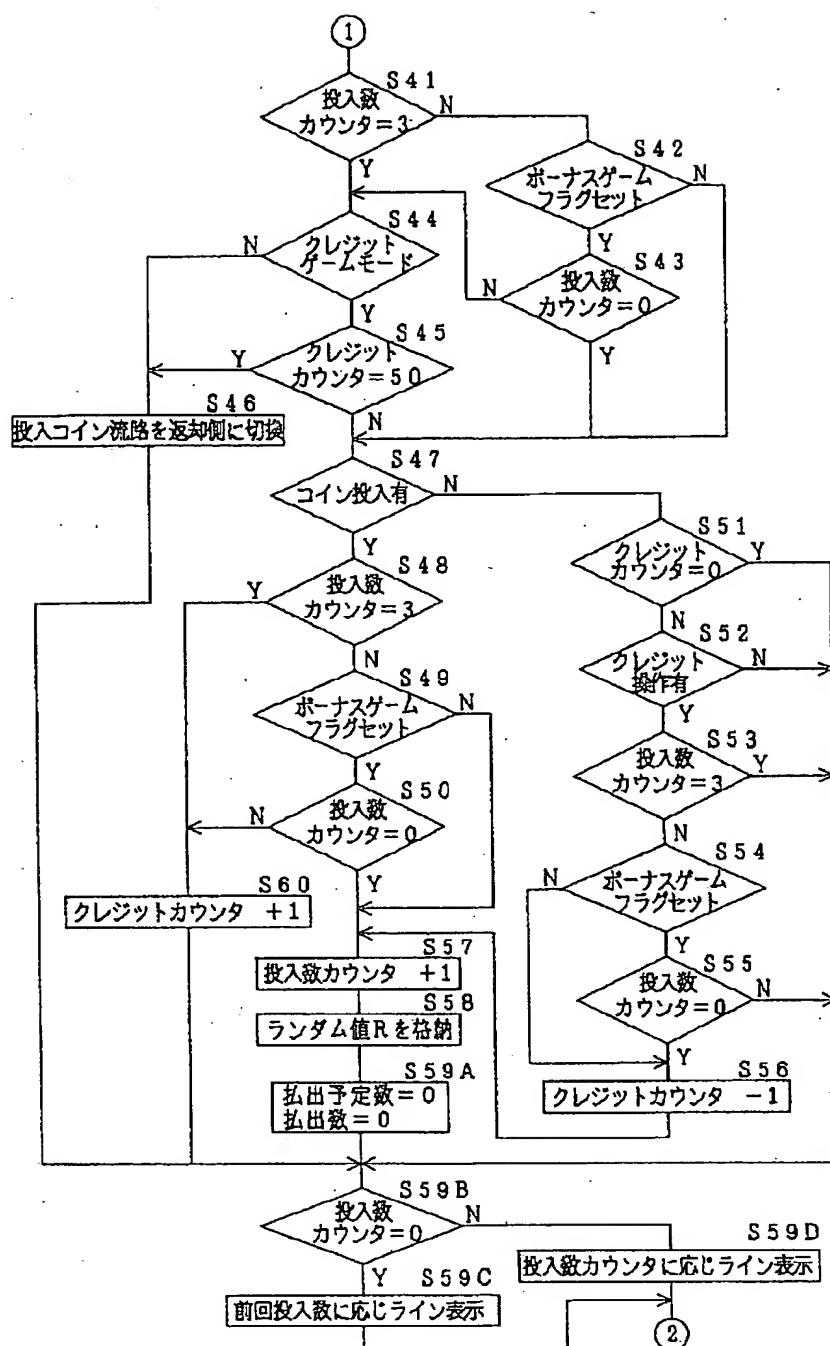 1
S41
投入数
カウンタ=3
N
Y
S42
ボーナスゲーム
フラグセット
N
Y
S43
投入数
カウンタ=0
N
Y
S44
クレジット
ゲームモード
N
Y
S45
クレジット
カウンタ=50
Y
N
S46
投入コイン流路を返却側に切換
S47
コイン投入有
N
Y
S48
投入数
カウンタ=3
Y
N
S49
ボーナスゲーム
フラグセット
N
Y
S50
投入数
カウンタ=0
N
Y
S60
クレジットカウンタ +1
S51
クレジット
カウンタ=0
Y
N
S52
クレジット
操作有
N
Y
S53
投入数
カウンタ=3
Y
N
S54
ボーナスゲーム
フラグセット
N
Y
S55
投入数
カウンタ=0
N
Y
S56
クレジットカウンタ -1
S57
投入数カウンタ +1
S58
ランダム値Rを格納
S59A
払出予定数=0
払出数=0
S59B
投入数
カウンタ=0
N
Y
S59C
前回投入数に応じライン表示
S59D
投入数カウンタに応じライン表示
2